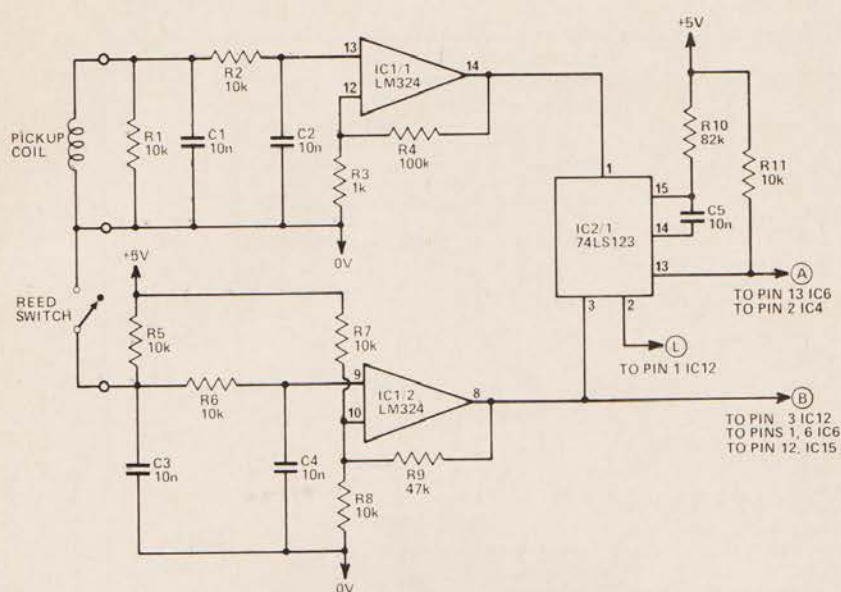 +5V
13
IC1/1
LM324
14
12
R2
10k
R4
100k
PICKUP
COIL
R1
10k
C1
10n
C2
10n
R3
1k
0V
R10
82k
R11
10k
1
15
C5
10n
14
13
IC2/1
74LS123
3
2
A
TO PIN 13 IC6
TO PIN 2 IC4
L
TO PIN 1 IC12
+5V
REED
SWITCH
R5
10k
R7
10k
R6
10k
9
IC1/2
LM324
8
10
B
TO PIN 3 IC12
TO PINS 1, 6 IC6
TO PIN 12, IC15
C3
10n
C4
10n
R9
47k
R8
10k
0V